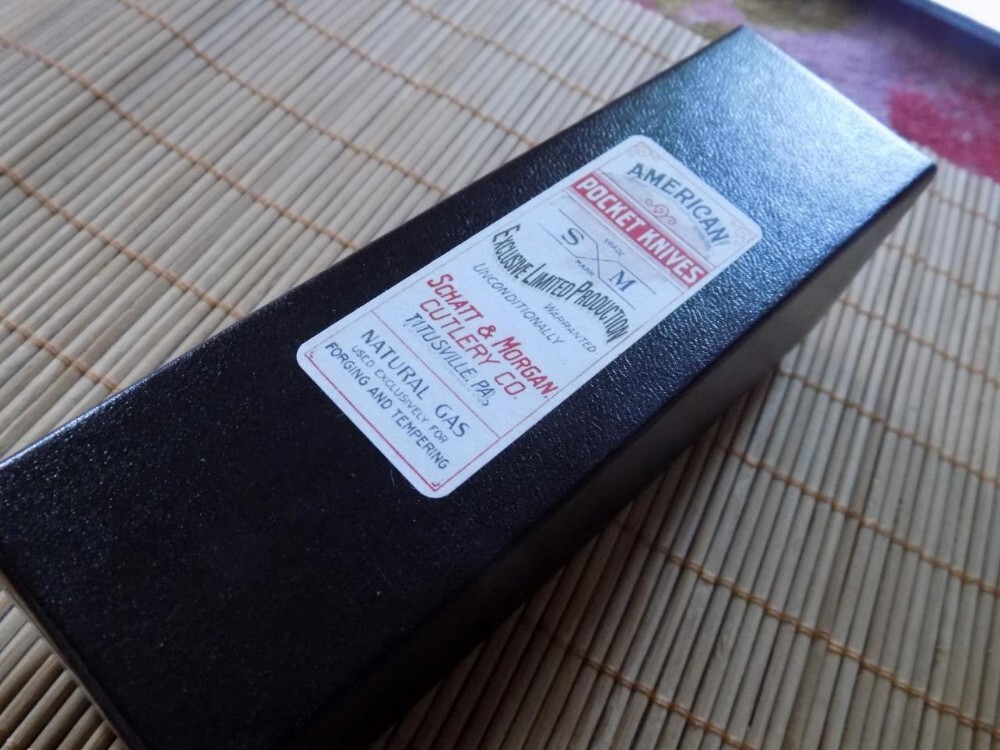 AMERICAN
POCKET KNIVES
S TRADE M
MARK
EXCLUSIVE LIMITED PRODUCTION
UNCONDITIONALLY WARRANTED
SCHATT & MORGAN
CUTLERY CO.
TITUSVILLE, PA.
NATURAL GAS
USED EXCLUSIVELY FOR
FORGING AND TEMPERING